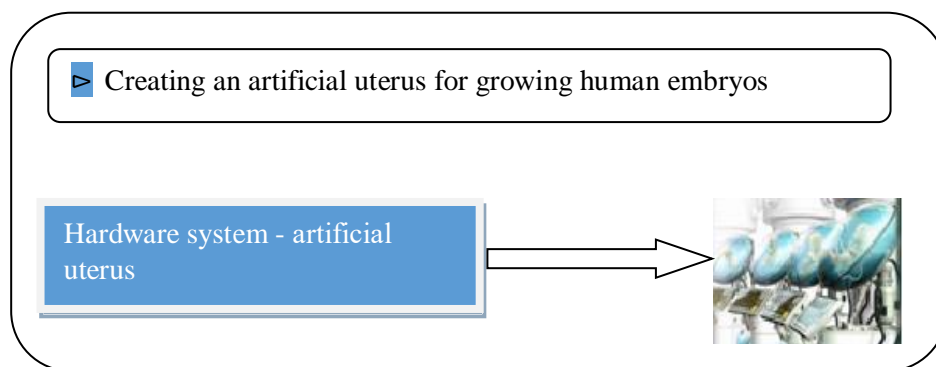 ⊳ Creating an artificial uterus for growing human embryos
Hardware system - artificial
uterus